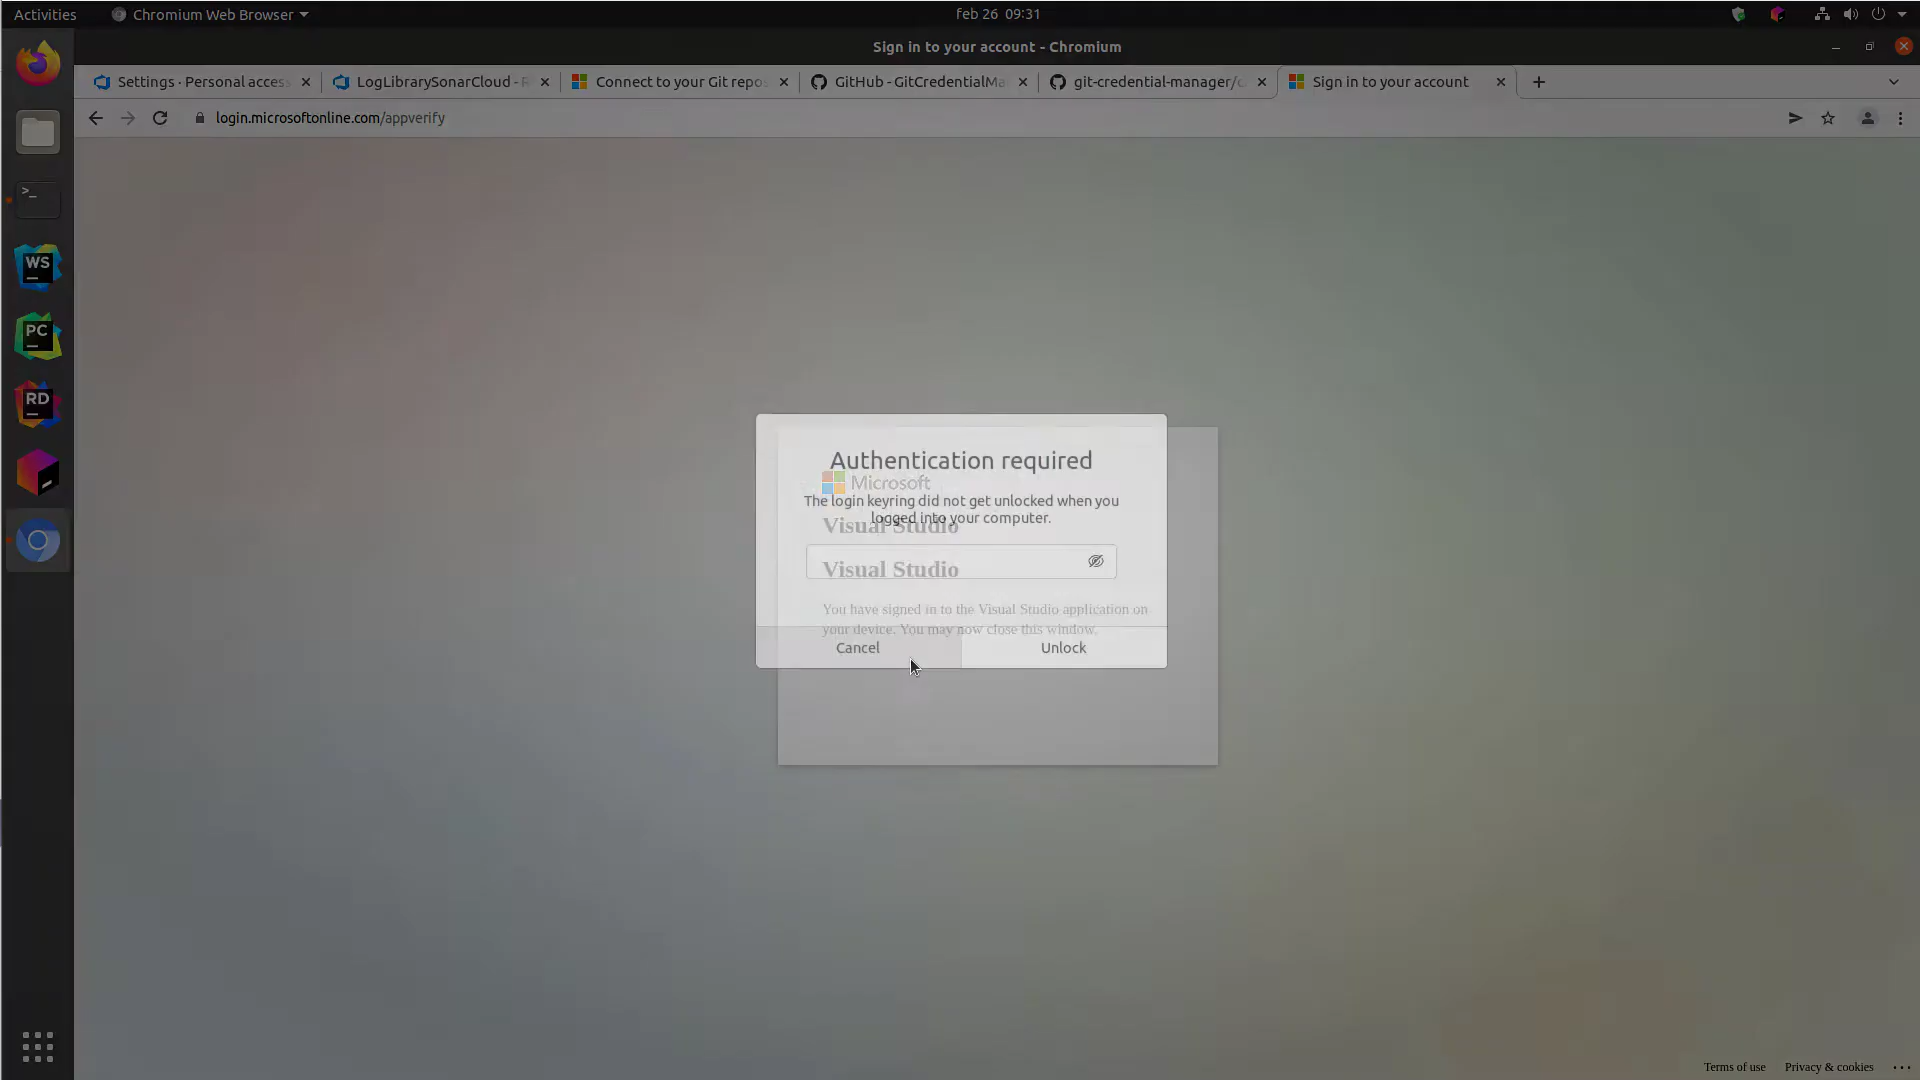 Activities
Chromium Web Browser
feb 26 09:31
Sign in to your account - Chromium
Settings · Personal access
LogLibrarySonarCloud - R
Connect to your Git repos
GitHub - GitCredentialMa
git-credential-manager/c
Sign in to your account
login.microsoftonline.com/appverify
>_
WS
PC
RD
Authentication required
Microsoft
The login keyring did not get unlocked when you
logged into your computer.
Visual Studio
Visual Studio
You have signed in to the Visual Studio application on
your device. You may now close this window.
Cancel
Unlock
Terms of use
Privacy & cookies
...